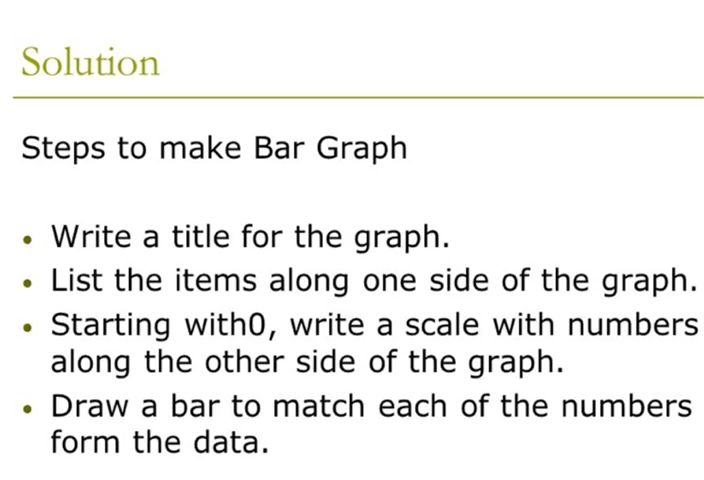 Solution
Steps to make Bar Graph
• Write a title for the graph.
• List the items along one side of the graph.
• Starting with0, write a scale with numbers
along the other side of the graph.
• Draw a bar to match each of the numbers
form the data.